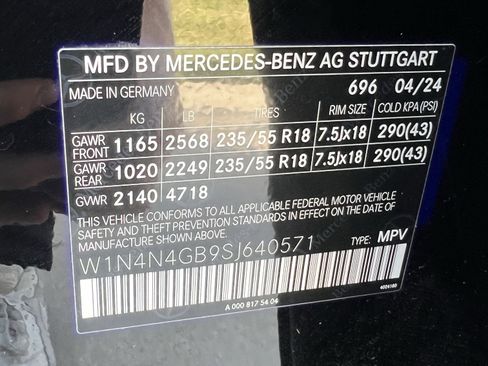 MFD BY MERCEDES-BENZ AG STUTTGART
MADE IN GERMANY 696 04/24
KG LB TIRES RIM SIZE COLD KPA(PSI)
GAWR FRONT 1165 2568 235/55 R18 7.5Jx18 290(43)
GAWR REAR 1020 2249 235/55 R18 7.5Jx18 290(43)
GVWR 2140 4718
THIS VEHICLE CONFORMS TO ALL APPLICABLE FEDERAL MOTOR VEHICLE
SAFETY AND THEFT PREVENTION STANDARDS IN EFFECT ON THE DATE OF
MANUFACTURE SHOWN ABOVE.
W1N4N4GB9SJ640571 TYPE: MPV
A 000 817 54 04